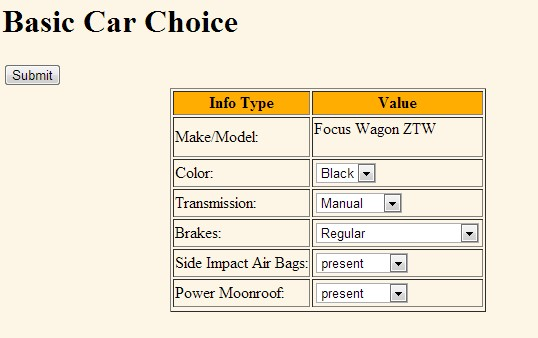 Basic Car Choice
Submit
Info Type Value
Make/Model: Focus Wagon ZTW
Color: Black
Transmission: Manual
Brakes: Regular
Side Impact Air Bags: present
Power Moonroof: present